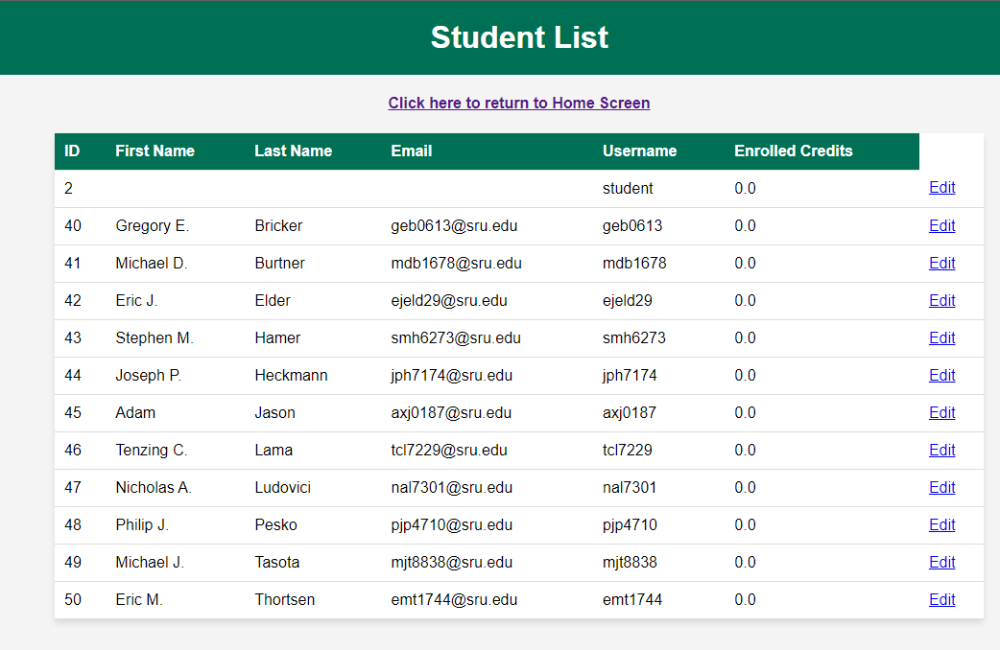 Student List
Click here to return to Home Screen
ID First Name Last Name Email Username Enrolled Credits
2 student 0.0 Edit
40 Gregory E. Bricker geb0613@sru.edu geb0613 0.0 Edit
41 Michael D. Burtner mdb1678@sru.edu mdb1678 0.0 Edit
42 Eric J. Elder ejeld29@sru.edu ejeld29 0.0 Edit
43 Stephen M. Hamer smh6273@sru.edu smh6273 0.0 Edit
44 Joseph P. Heckmann jph7174@sru.edu jph7174 0.0 Edit
45 Adam Jason axj0187@sru.edu axj0187 0.0 Edit
46 Tenzing C. Lama tcl7229@sru.edu tcl7229 0.0 Edit
47 Nicholas A. Ludovici nal7301@sru.edu nal7301 0.0 Edit
48 Philip J. Pesko pjp4710@sru.edu pjp4710 0.0 Edit
49 Michael J. Tasota mjt8838@sru.edu mjt8838 0.0 Edit
50 Eric M. Thortsen emt1744@sru.edu emt1744 0.0 Edit